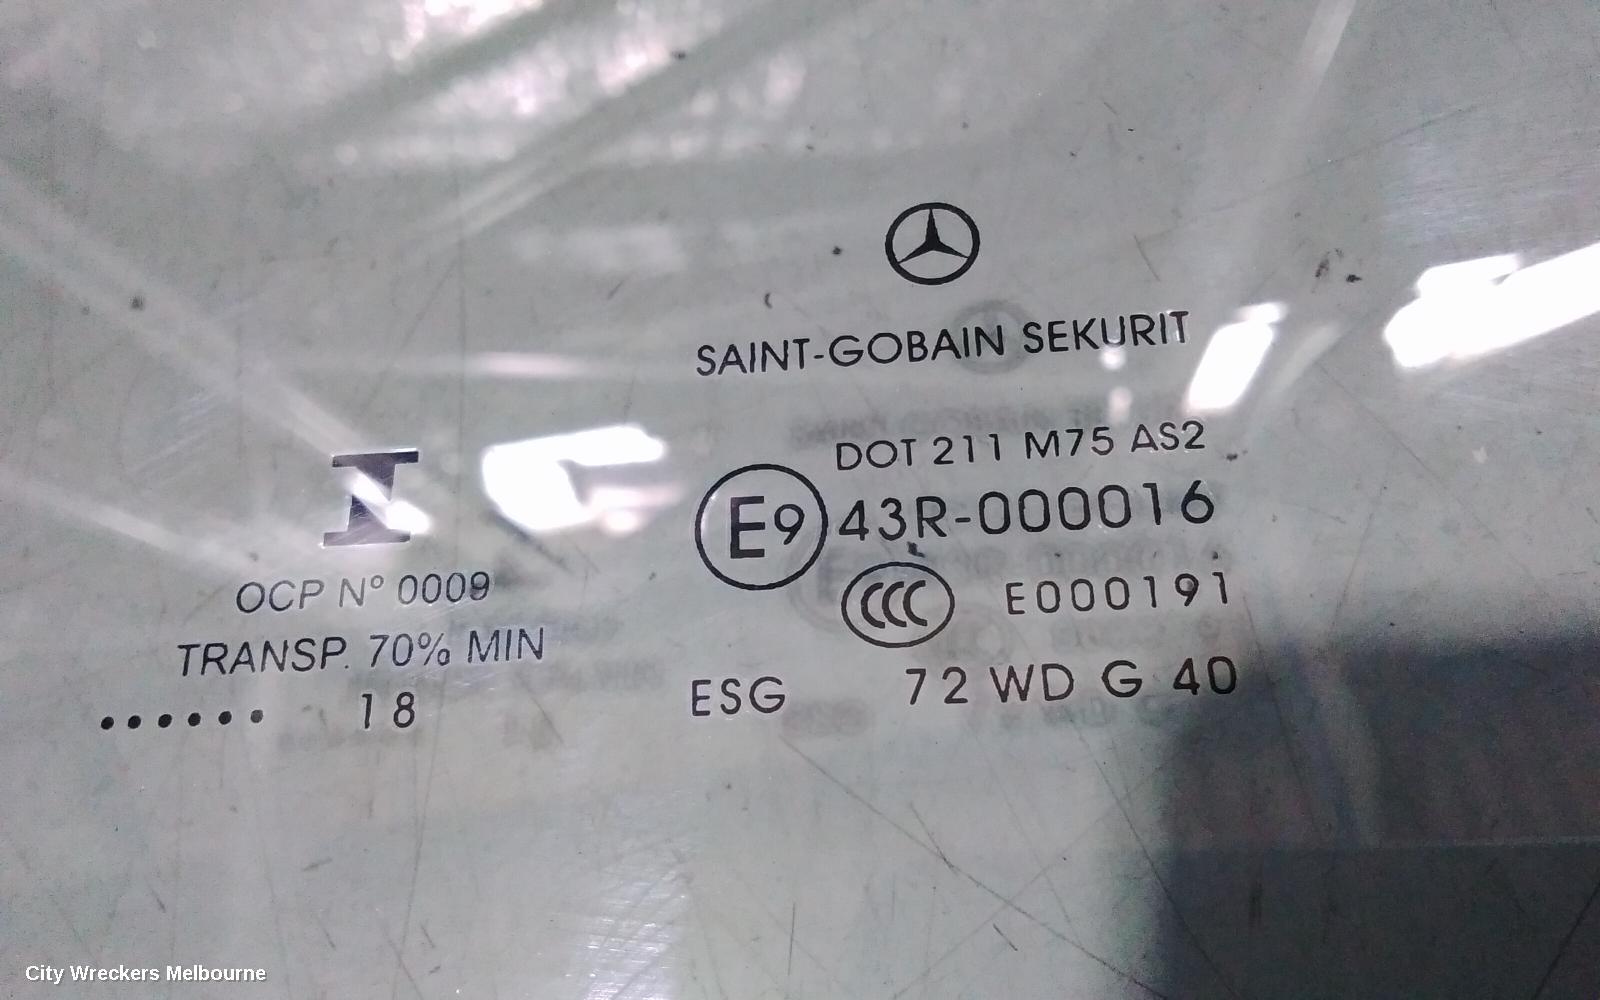 SAINT-GOBAIN SEKURIT
DOT 211 M75 AS2
E9 43R-000016
CCC E000191
ESG 72 WD G 40
I
OCP Nº 0009
TRANSP. 70% MIN
•••••• 18
City Wreckers Melbourne